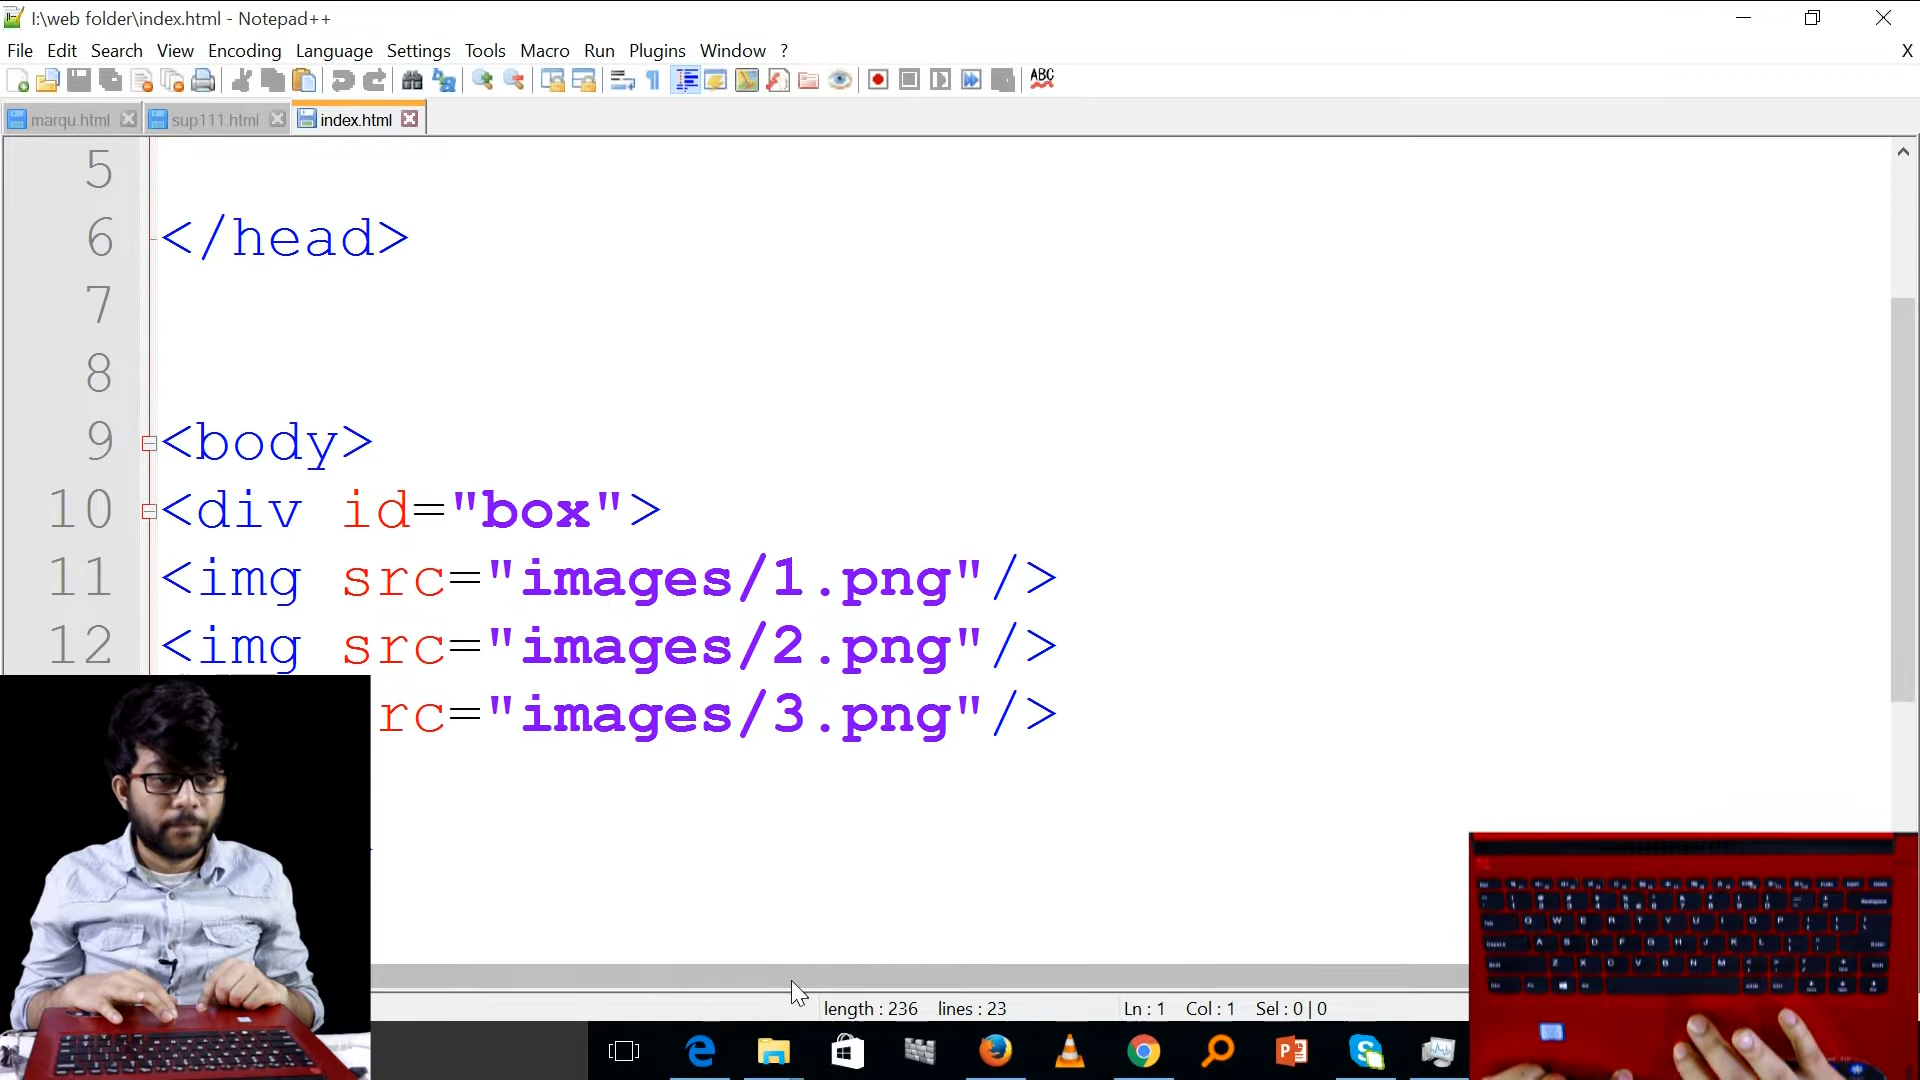 I:\web folder\index.html - Notepad++
File Edit Search View Encoding Language Settings Tools Macro Run Plugins Window ? X
ABC
marqu.html sup111.html index.html
5
6 </head>
7
8
9 <body>
10 <div id="box">
11 <img src="images/1.png"/>
12 <img src="images/2.png"/>
rc="images/3.png"/>
length : 236 lines : 23 Ln : 1 Col : 1 Sel : 0 | 0